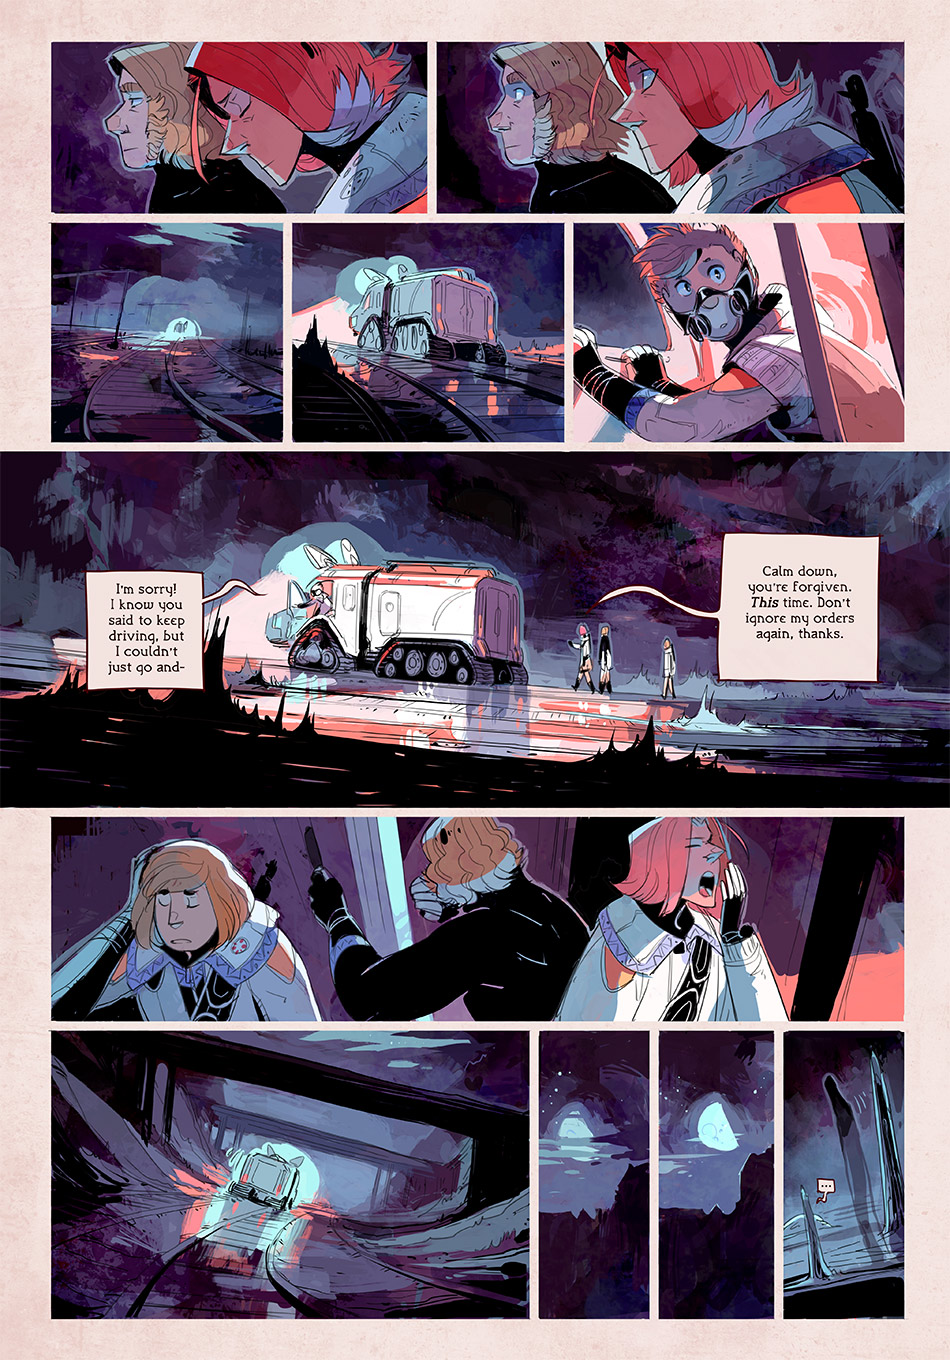 I'm sorry!
I know you
said to keep
driving, but
I couldn't
just go and-
Calm down,
you're forgiven.
This time. Don't
ignore my orders
again, thanks.
...